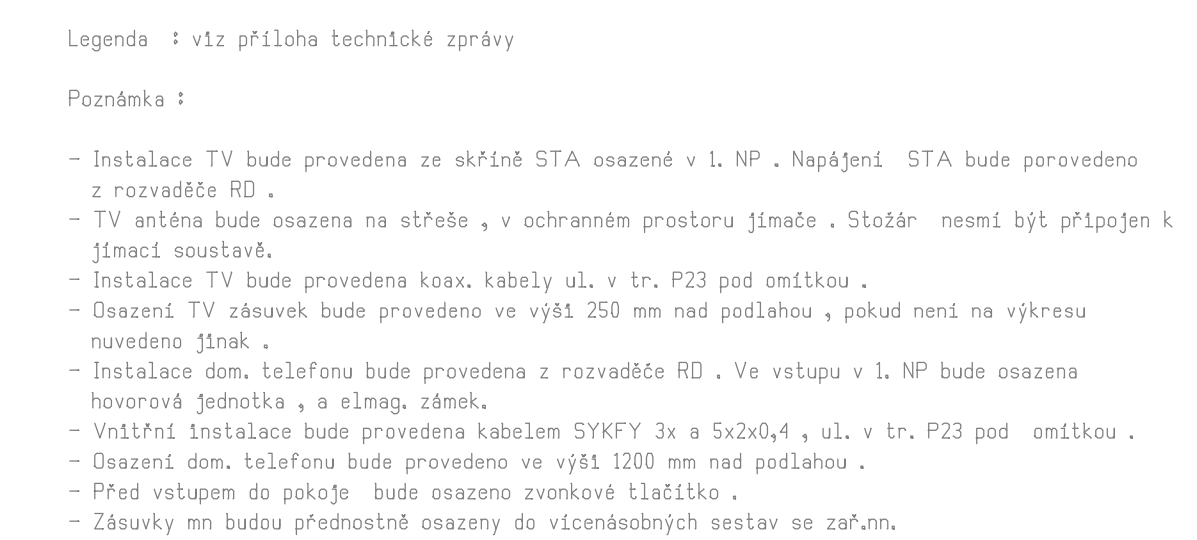 Legenda  : viz příloha technické zprávy
Poznámka :
- Instalace TV bude provedena ze skříně STA osazené v 1. NP . Napájení  STA bude porovedeno
z rozvaděče RD .
- TV anténa bude osazena na střeše , v ochranném prostoru jímače . Stožár  nesmí být připojen k
jímací soustavě.
- Instalace TV bude provedena koax. kabely ul. v tr. P23 pod omítkou .
- Osazení TV zásuvek bude provedeno ve výši 250 mm nad podlahou , pokud není na výkresu
nuvedeno jinak .
- Instalace dom. telefonu bude provedena z rozvaděće RD . Ve vstupu v 1. NP bude osazena
hovorová jednotka , a elmag. zámek.
- Vnitřní instalace bude provedena kabelem SYKFY 3x a 5x2x0,4 , ul. v tr. P23 pod  omítkou .
- Osazení dom. telefonu bude provedeno ve výši 1200 mm nad podlahou .
- Před vstupem do pokoje  bude osazeno zvonkové tlačítko .
- Zásuvky mn budou přednostně osazeny do vícenásobných sestav se zař.nn.